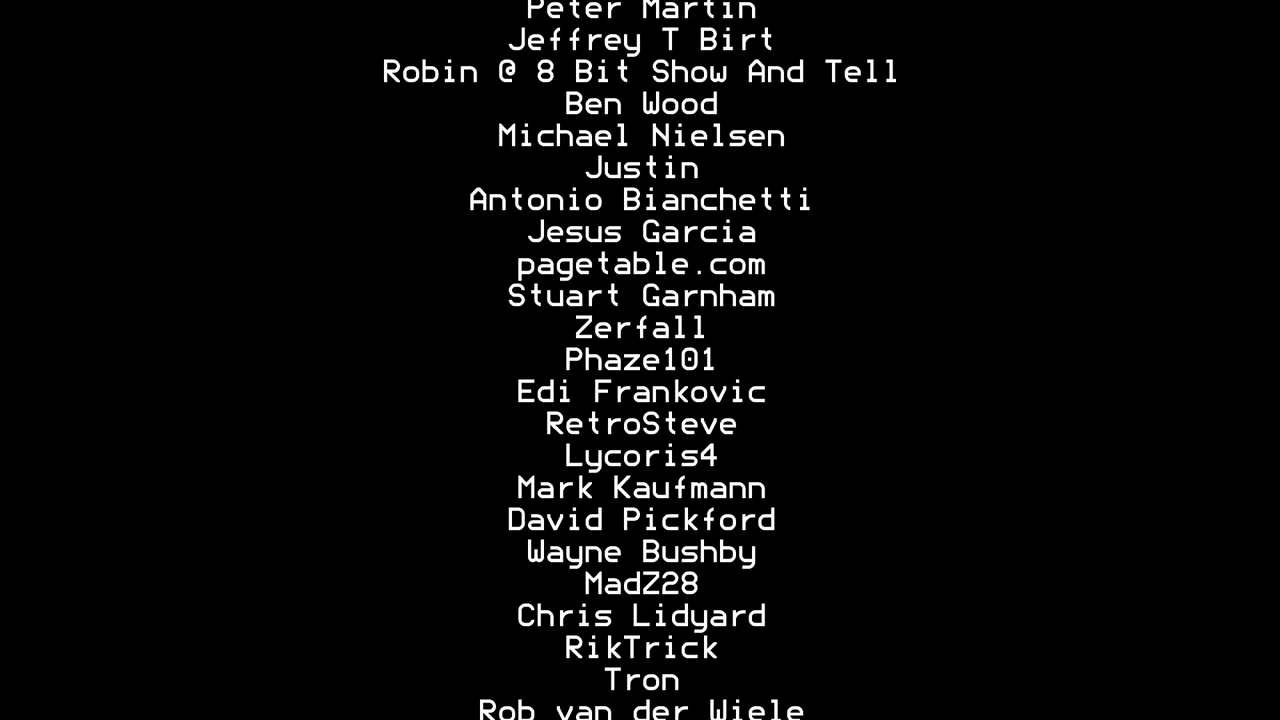 Peter Martin
Jeffrey T Birt
Robin @ 8 Bit Show And Tell
Ben Wood
Michael Nielsen
Justin
Antonio Bianchetti
Jesus Garcia
pagetable.com
Stuart Garnham
Zerfall
Phaze101
Edi Frankovic
RetroSteve
Lycoris4
Mark Kaufmann
David Pickford
Wayne Bushby
MadZ28
Chris Lidyard
RikTrick
Tron
Rob van der Wiele